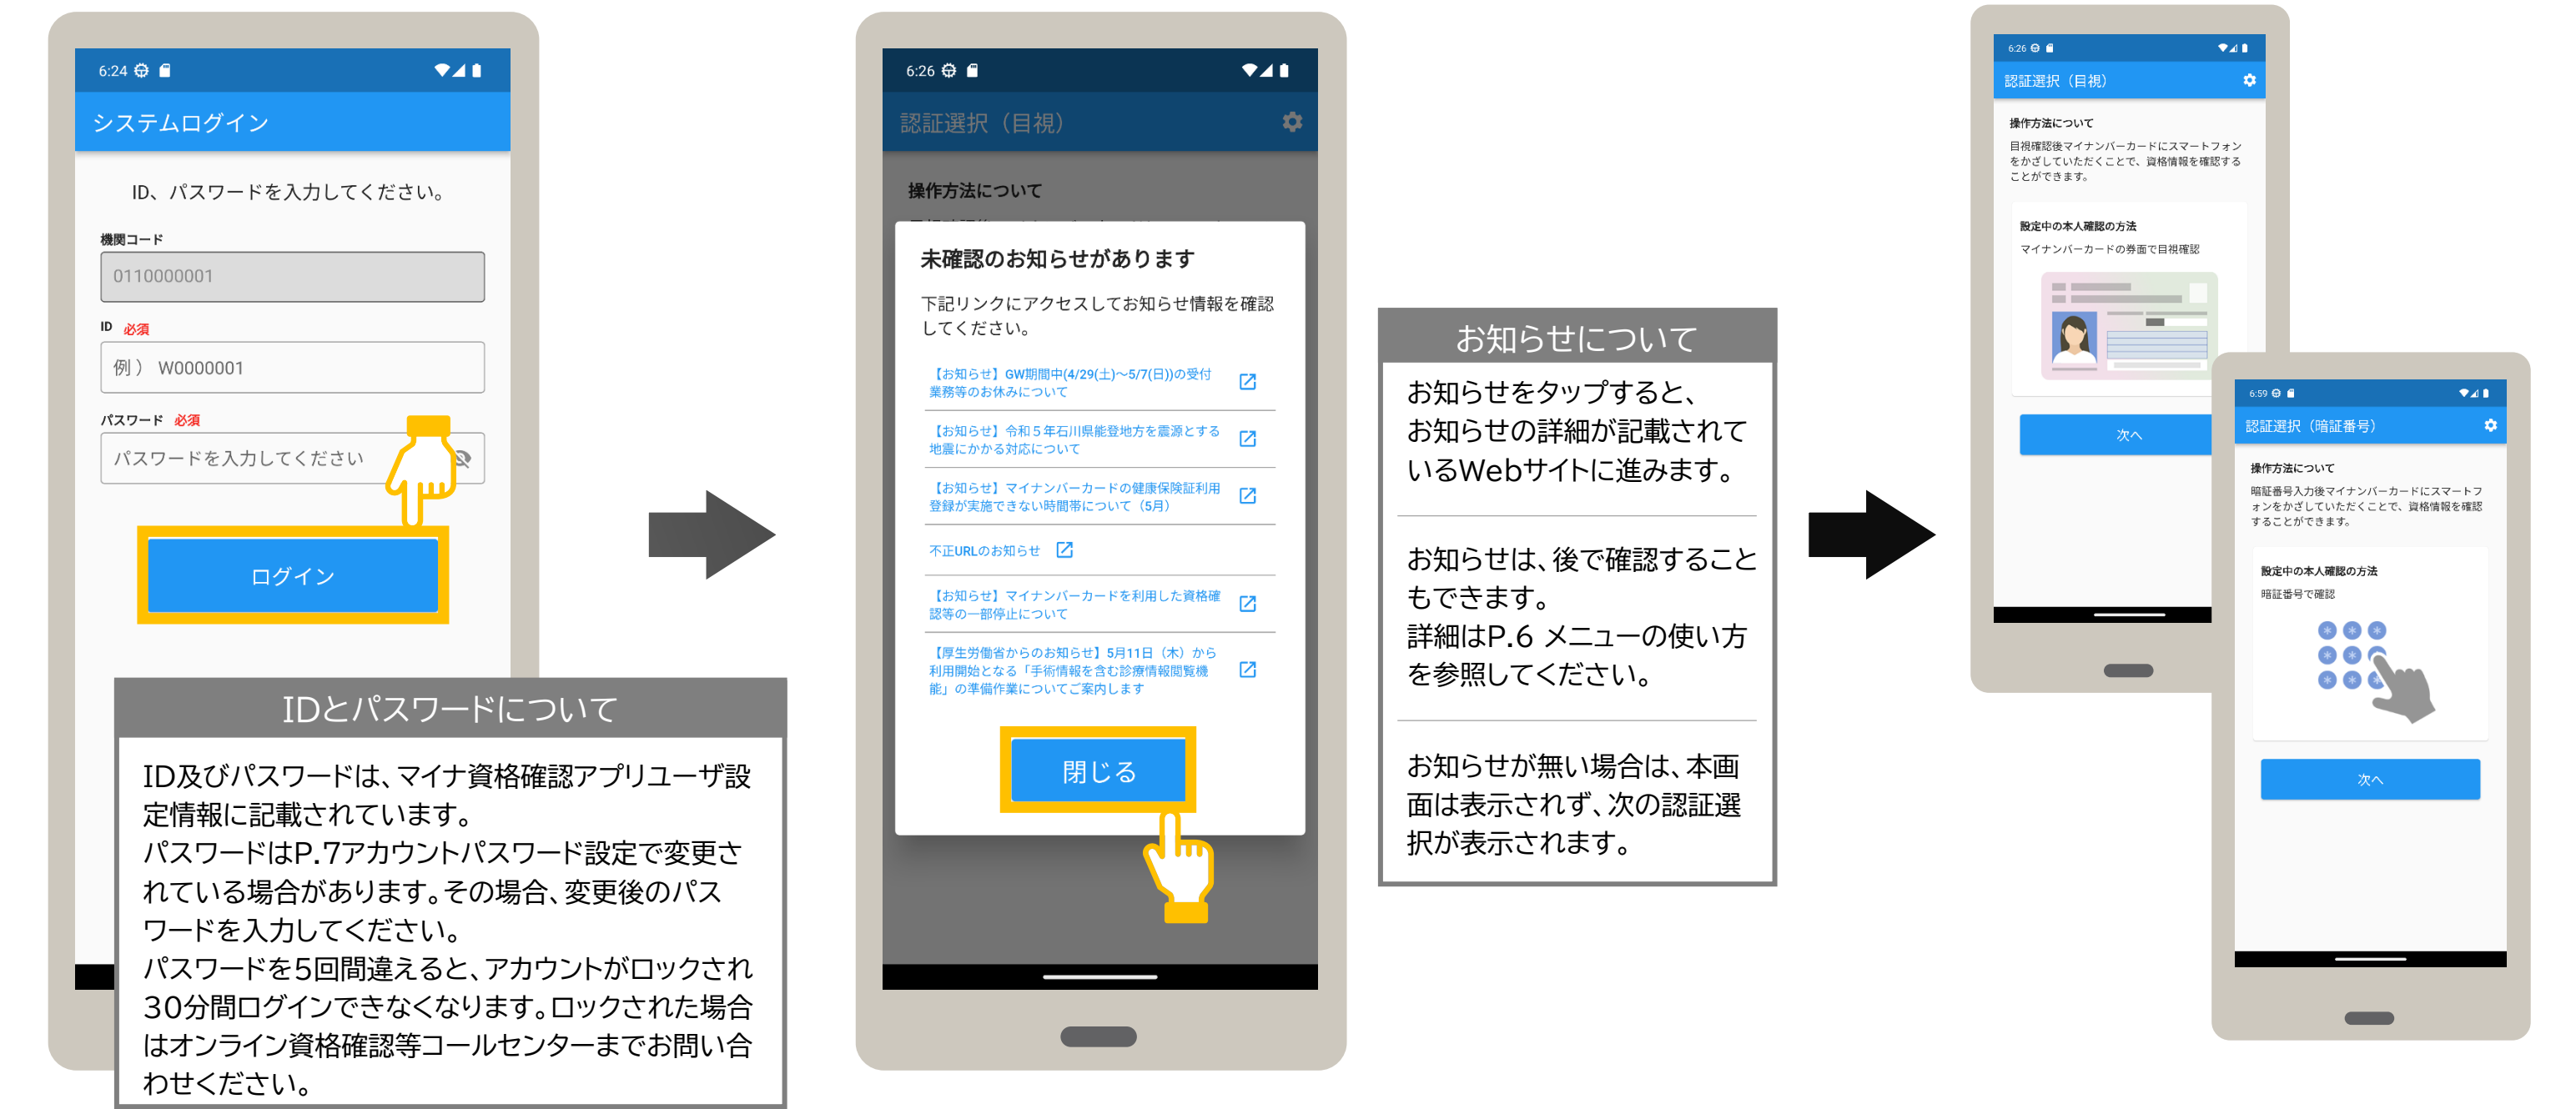 6:24
システムログイン
ID、パスワードを入力してください。
機関コード
0110000001
ID 必須
例） W0000001
パスワード 必須
パスワードを入力してください
ログイン
IDとパスワードについて
ID及びパスワードは、マイナ資格確認アプリユーザ設
定情報に記載されています。
パスワードはP.7アカウントパスワード設定で変更さ
れている場合があります。その場合、変更後のパス
ワードを入力してください。
パスワードを5回間違えると、アカウントがロックされ
30分間ログインできなくなります。ロックされた場合
はオンライン資格確認等コールセンターまでお問い合
わせください。
6:26
認証選択（目視）
操作方法について
未確認のお知らせがあります
下記リンクにアクセスしてお知らせ情報を確認
してください。
【お知らせ】GW期間中(4/29(土)～5/7(日))の受付
業務等のお休みについて
【お知らせ】令和５年石川県能登地方を震源とする
地震にかかる対応について
【お知らせ】マイナンバーカードの健康保険証利用
登録が実施できない時間帯について（5月）
不正URLのお知らせ
【お知らせ】マイナンバーカードを利用した資格確
認等の一部停止について
【厚生労働省からのお知らせ】5月11日（木）から
利用開始となる「手術情報を含む診療情報閲覧機
能」の準備作業についてご案内します
閉じる
お知らせについて
お知らせをタップすると、
お知らせの詳細が記載されて
いるWebサイトに進みます。
お知らせは、後で確認すること
もできます。
詳細はP.6 メニューの使い方
を参照してください。
お知らせが無い場合は、本画
面は表示されず、次の認証選
択が表示されます。
6:26
認証選択（目視）
操作方法について
目視確認後マイナンバーカードにスマートフォン
をかざしていただくことで、資格情報を確認する
ことができます。
設定中の本人確認の方法
マイナンバーカードの券面で目視確認
次へ
6:59
認証選択（暗証番号）
操作方法について
暗証番号入力後マイナンバーカードにスマートフ
ォンをかざしていただくことで、資格情報を確認
することができます。
設定中の本人確認の方法
暗証番号で確認
次へ